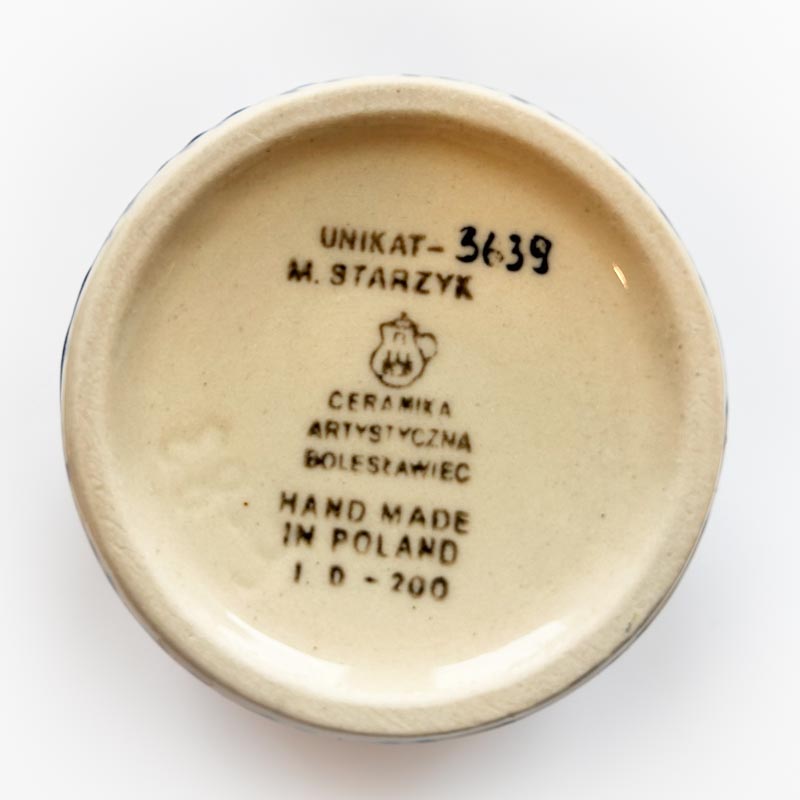 UNIKAT- 3639
M. STARZYK
CERAMIKA
ARTYSTYCZNA
BOLESŁAWIEC
HAND MADE
IN POLAND
I. D - 200